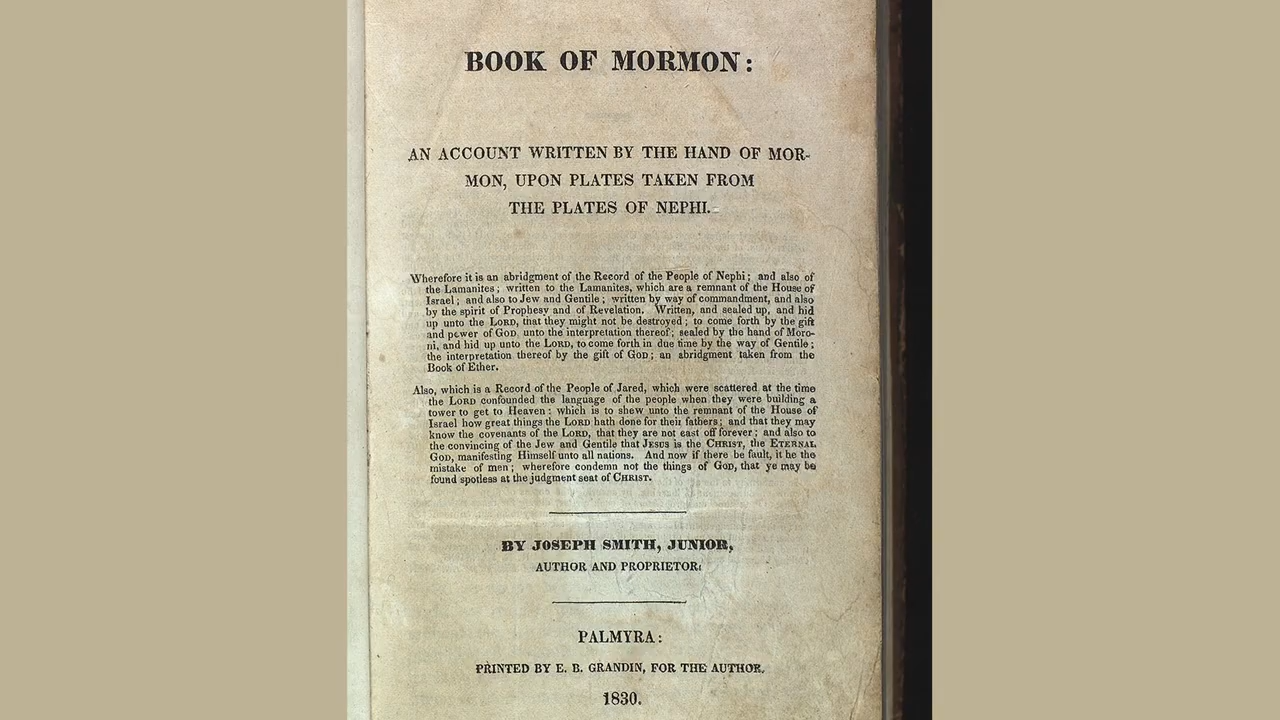 BOOK OF MORMON:
AN ACCOUNT WRITTEN BY THE HAND OF MOR-
MON, UPON PLATES TAKEN FROM
THE PLATES OF NEPHI.
Wherefore it is an abridgment of the Record of the People of Nephi; and also of
the Lamanites; written to the Lamanites, which are a remnant of the House of
Israel; and also to Jew and Gentile; written by way of commandment, and also
by the spirit of Prophesy and of Revelation. Written, and sealed up, and hid
up unto the LORD, that they might not be destroyed; to come forth by the gift
and power of GOD, unto the interpretation thereof; sealed by the hand of Moro-
ni, and hid up unto the LORD, to come forth in due time by the way of Gentile;
the interpretation thereof by the gift of GOD; an abridgment taken from the
Book of Ether.
Also, which is a Record of the People of Jared, which were scattered at the time
the LORD confounded the language of the people when they were building a
tower to get to Heaven: which is to shew unto the remnant of the House of
Israel how great things the LORD hath done for their fathers; and that they may
know the covenants of the LORD, that they are not cast off forever; and also to
the convincing of the Jew and Gentile that JESUS is the CHRIST, the ETERNAL
GOD, manifesting Himself unto all nations. And now if there be fault, it be the
mistake of men; wherefore condemn not the things of GOD, that ye may be
found spotless at the judgment seat of CHRIST.
BY JOSEPH SMITH, JUNIOR,
AUTHOR AND PROPRIETOR.
PALMYRA:
PRINTED BY E. B. GRANDIN, FOR THE AUTHOR.
1830.